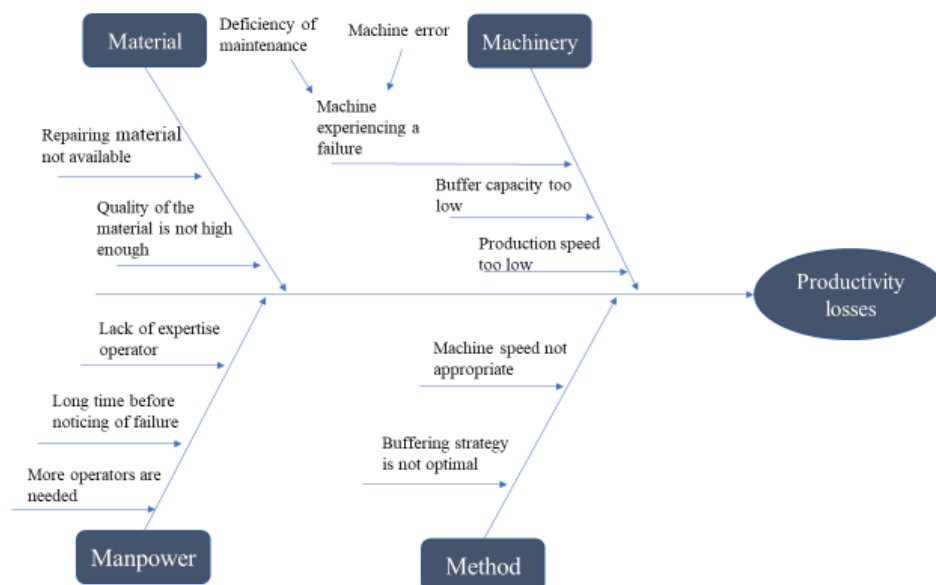 Material
Deficiency of
maintenance
Machine error
Machinery
Machine
experiencing a
failure
Repairing material
not available
Buffer capacity too
low
Quality of the
material is not high
enough
Production speed
too low
Productivity
losses
Lack of expertise
operator
Machine speed not
appropriate
Long time before
noticing of failure
Buffering strategy
is not optimal
More operators are
needed
Manpower
Method